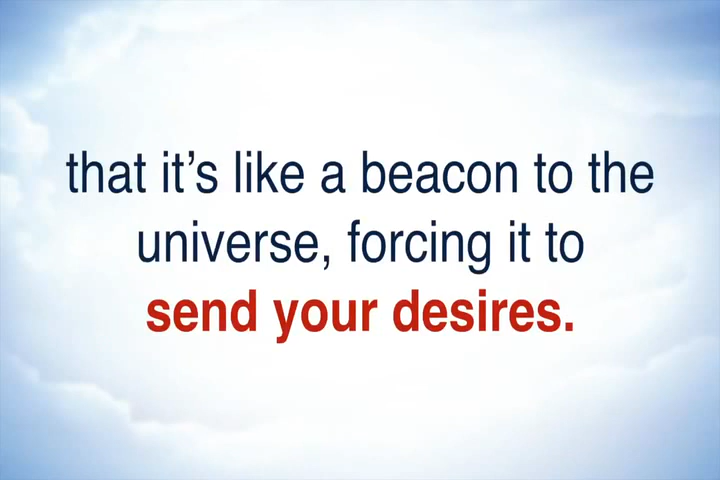 that it’s like a beacon to the
universe, forcing it to
send your desires.